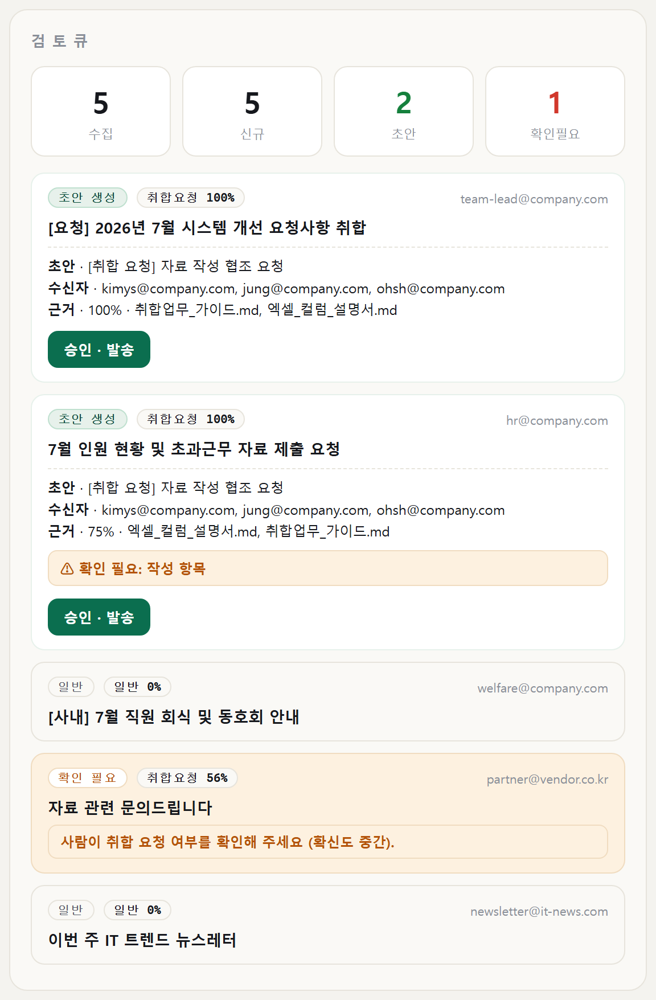 검토큐
5
수집
5
신규
2
초안
1
확인필요
초안 생성 취합요청 100% team-lead@company.com
[요청] 2026년 7월 시스템 개선 요청사항 취합
초안 · [취합 요청] 자료 작성 협조 요청
수신자 · kimys@company.com, jung@company.com, ohsh@company.com
근거 · 100% · 취합업무_가이드.md, 엑셀_컬럼_설명서.md
승인 · 발송
초안 생성 취합요청 100% hr@company.com
7월 인원 현황 및 초과근무 자료 제출 요청
초안 · [취합 요청] 자료 작성 협조 요청
수신자 · kimys@company.com, jung@company.com, ohsh@company.com
근거 · 75% · 엑셀_컬럼_설명서.md, 취합업무_가이드.md
⚠ 확인 필요: 작성 항목
승인 · 발송
일반 일반 0% welfare@company.com
[사내] 7월 직원 회식 및 동호회 안내
확인 필요 취합요청 56% partner@vendor.co.kr
자료 관련 문의드립니다
사람이 취합 요청 여부를 확인해 주세요 (확신도 중간).
일반 일반 0% newsletter@it-news.com
이번 주 IT 트렌드 뉴스레터